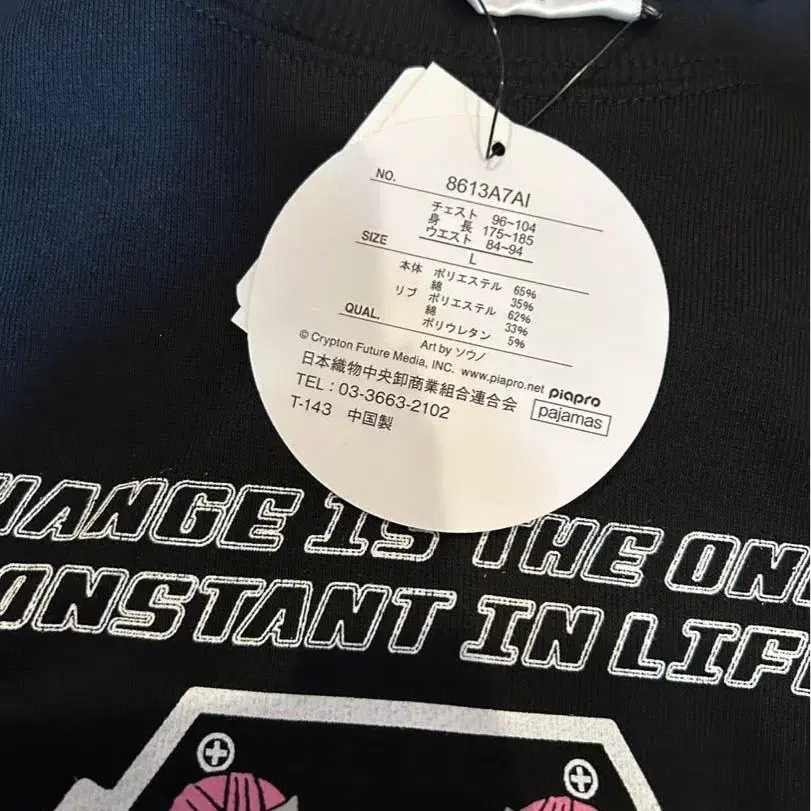 NO. 8613A7AI
チェスト 96~104
身 長 175~185
ウエスト 84~94
SIZE L
本体 ポリエステル 65%
綿 35%
リブ ポリエステル 62%
綿 33%
QUAL. ポリウレタン 5%
Art by ソウノ
© Crypton Future Media, INC. www.piapro.net piapro
日本織物中央卸商業組合連合会 pajamas
TEL:03-3663-2102
T-143 中国製
HANGE IS THE ON
ONSTANT IN LIF